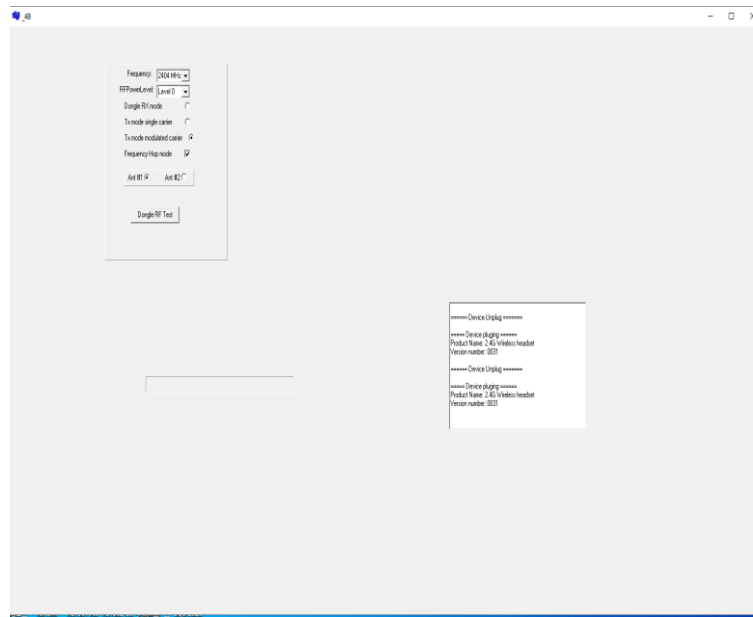 _48
Frequency: 2404 MHz
RFPowerLevel: Level 0
Dongle RX mode
Tx mode single carrier
Tx mode modulated carrier
Frequency Hop mode
Ant #1 Ant #2
Dongle RF Test
====== Device Unplug =======
===== Device pluging ======
Product Name: 2.4G Wireless headset
Version number: 0031
====== Device Unplug =======
===== Device pluging ======
Product Name: 2.4G Wireless headset
Version number: 0031